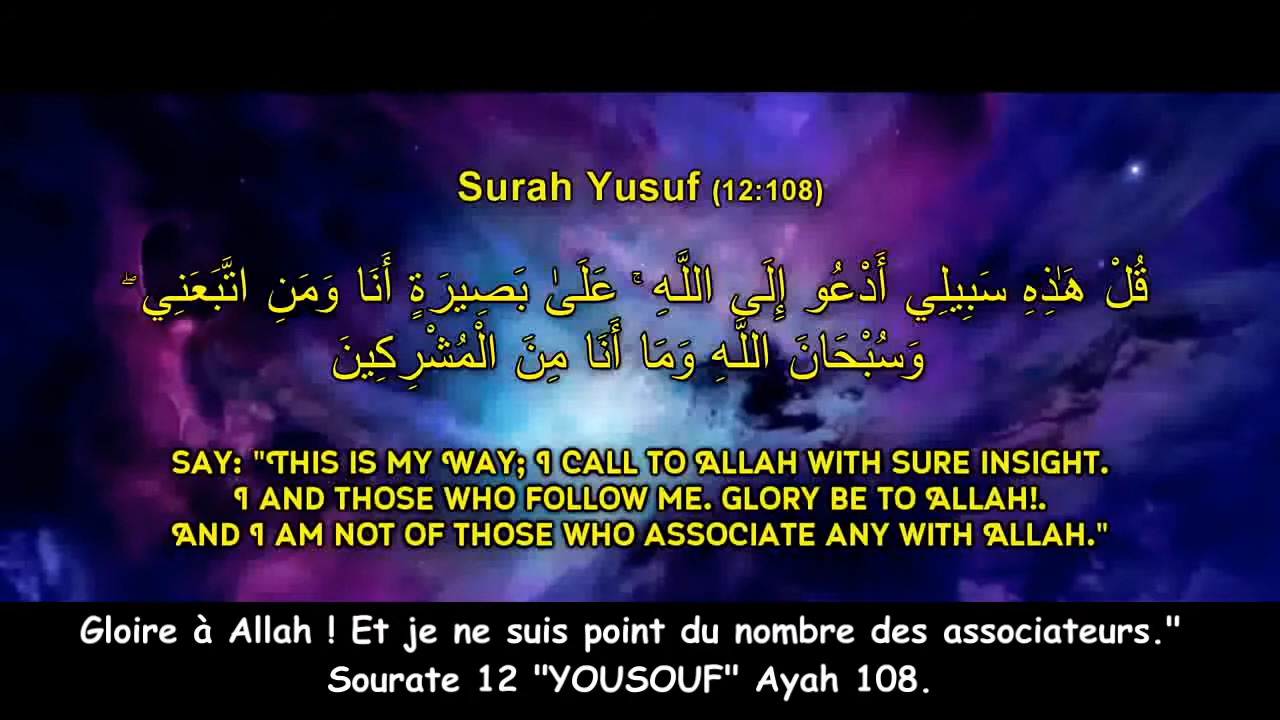 Surah Yusuf (12:108)
قُلْ هَٰذِهِ سَبِيلِي أَدْعُو إِلَى اللَّهِ ۚ عَلَىٰ بَصِيرَةٍ أَنَا وَمَنِ اتَّبَعَنِي ۖ
وَسُبْحَانَ اللَّهِ وَمَا أَنَا مِنَ الْمُشْرِكِينَ
SAY: "THIS IS MY WAY; I CALL TO ALLAH WITH SURE INSIGHT.
I AND THOSE WHO FOLLOW ME. GLORY BE TO ALLAH!.
AND I AM NOT OF THOSE WHO ASSOCIATE ANY WITH ALLAH."
Gloire à Allah ! Et je ne suis point du nombre des associateurs."
Sourate 12 "YOUSOUF" Ayah 108.